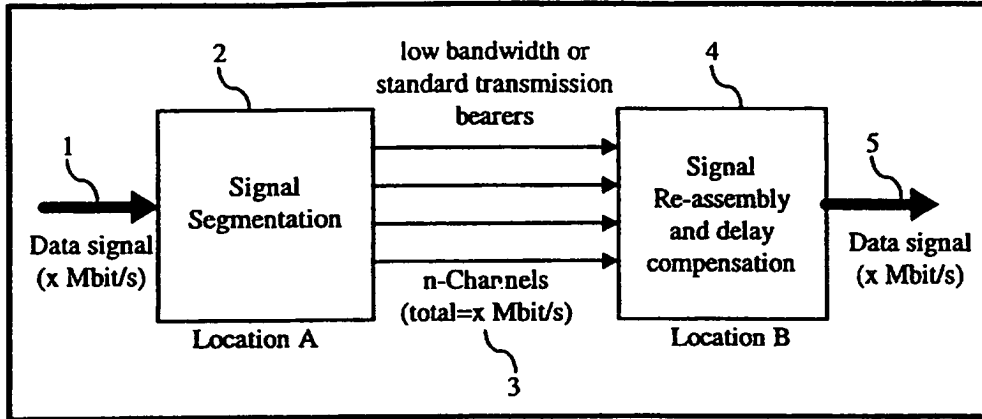 2
low bandwidth or
standard transmission
bearers
4
1
Signal
Segmentation
Signal
Re-assembly
and delay
compensation
5
Data signal
(x Mbit/s)
n-Channels
(total=x Mbit/s)
Data signal
(x Mbit/s)
Location A
Location B
3